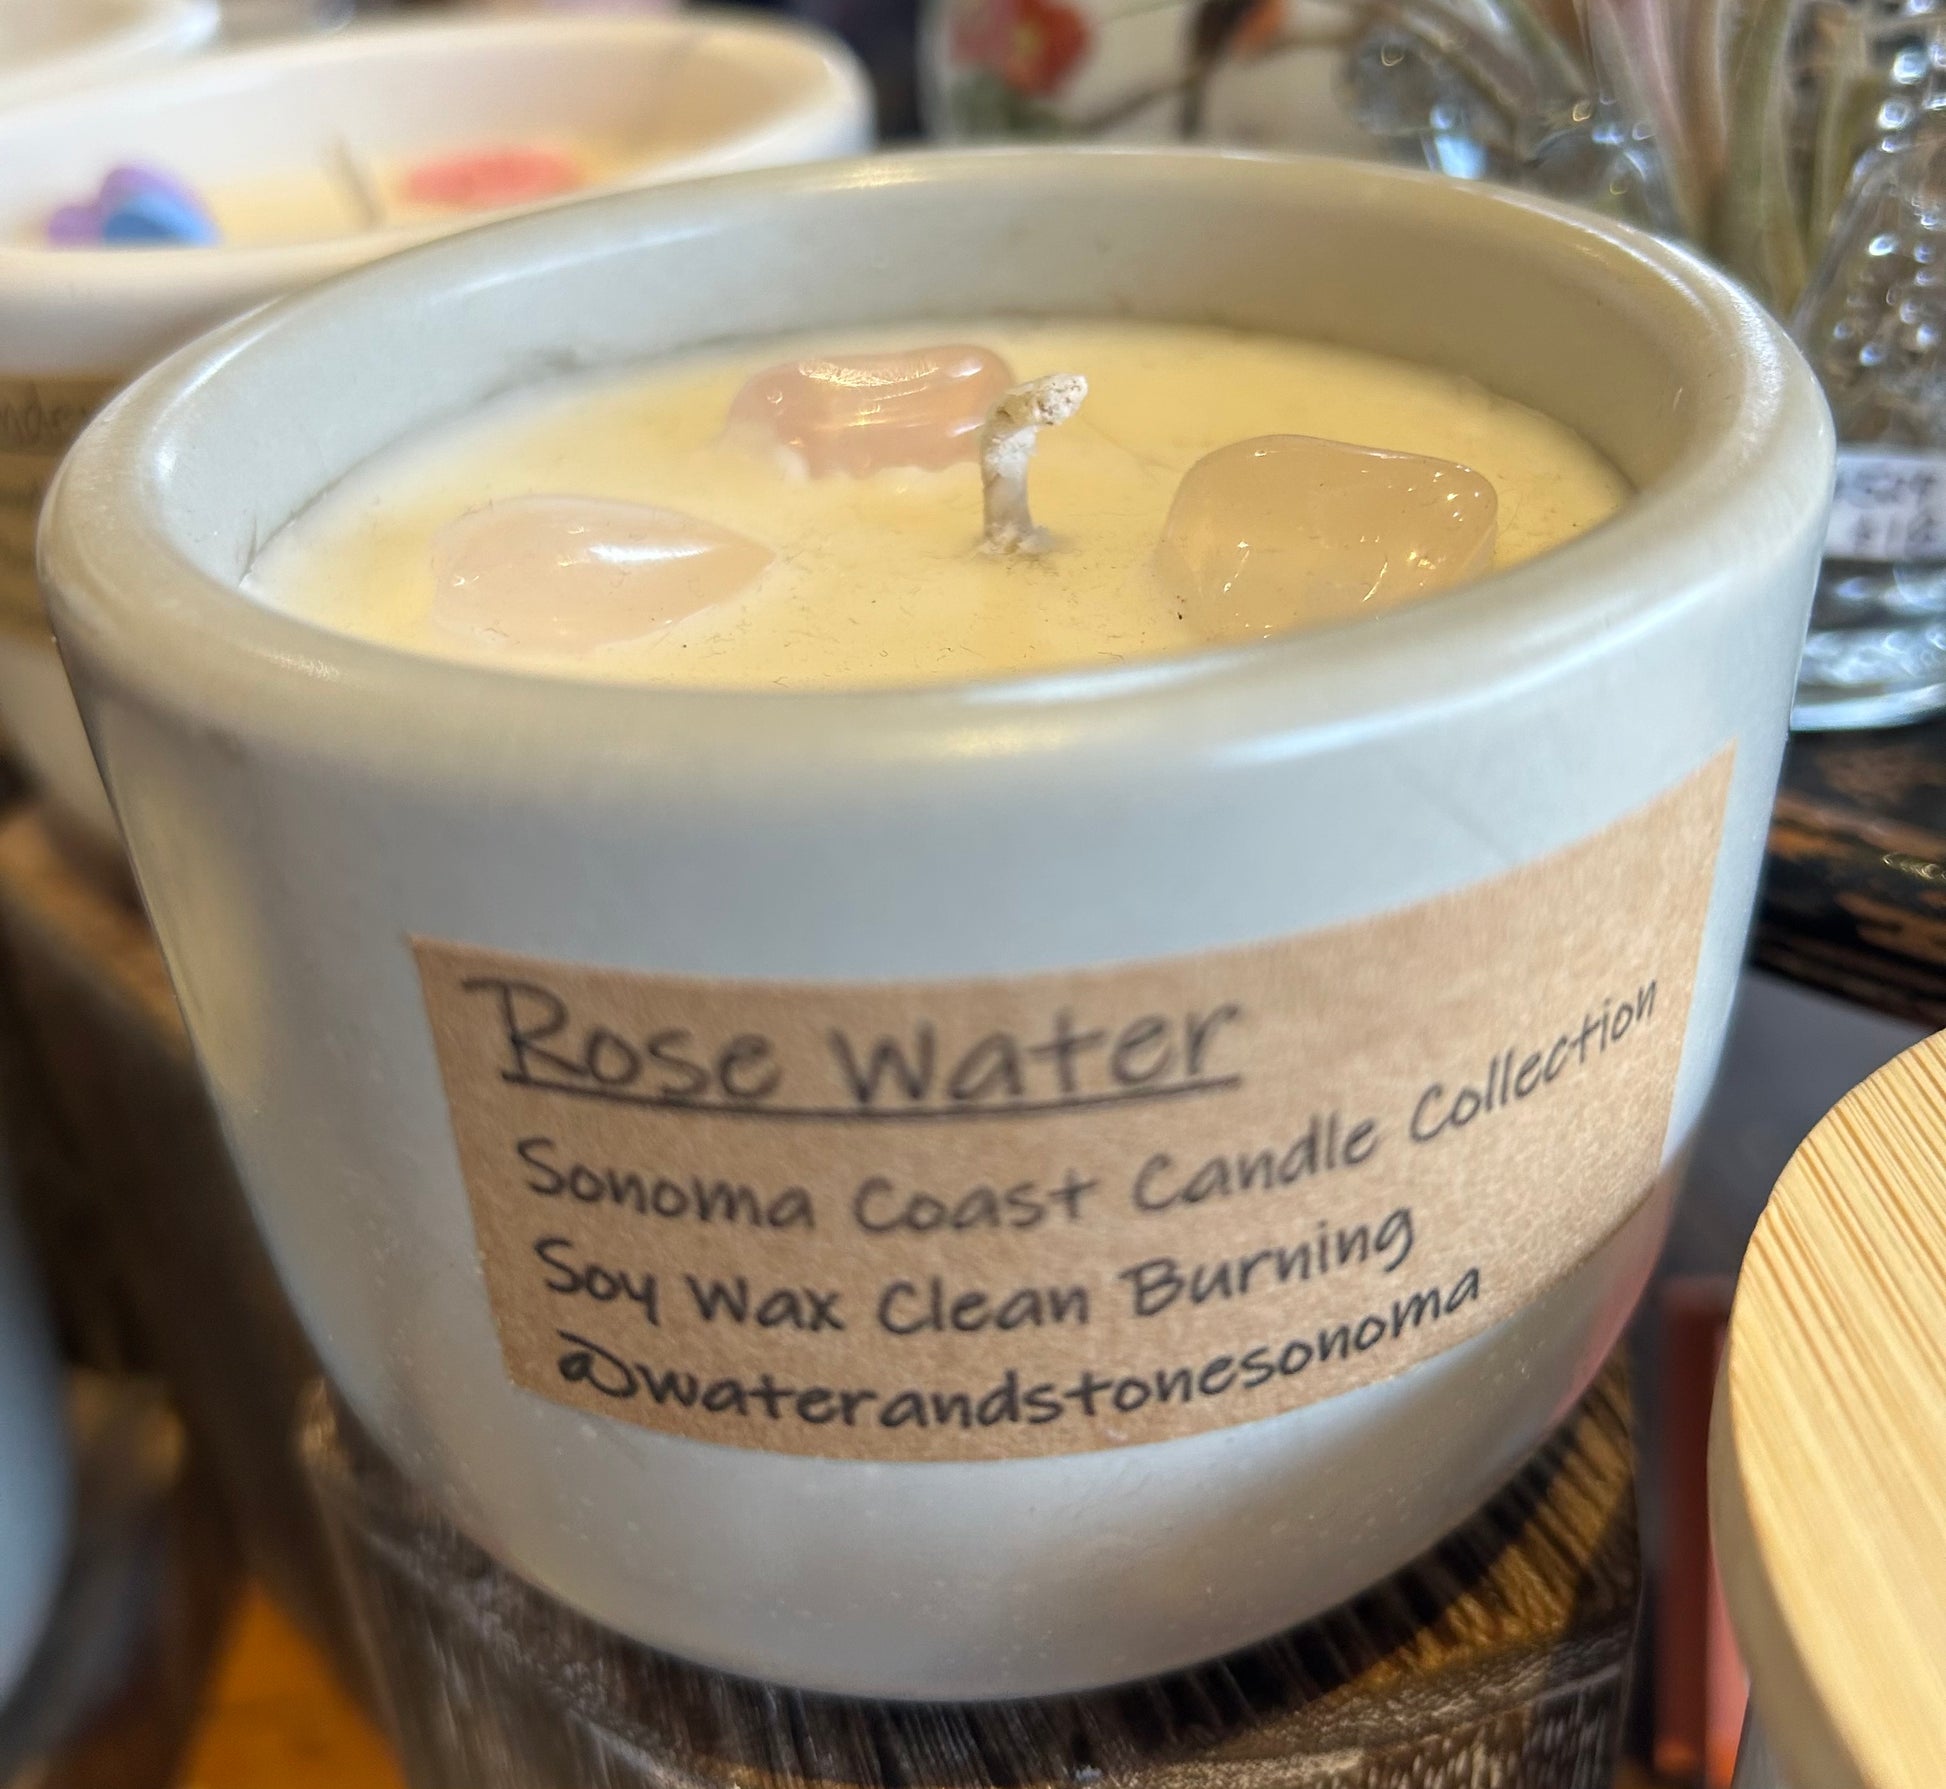 Rose Water
Sonoma Coast Candle Collection
Soy Wax Clean Burning
@waterandstonesonoma